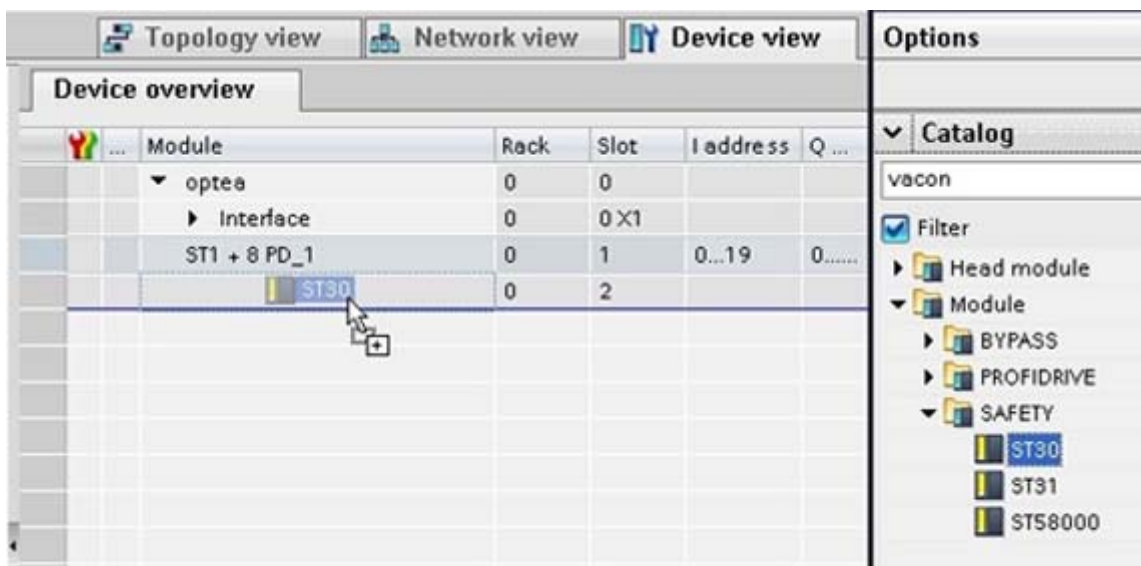 Topology view Network view Device view Options
Device overview
... Module Rack Slot I address Q ...
Catalog
optea 0 0
vacon
Interface 0 0 X1
Filter
ST1 + 8 PD_1 0 1 0...19 0......
Head module
ST30 0 2
Module
BYPASS
PROFIDRIVE
SAFETY
ST30
ST31
ST58000